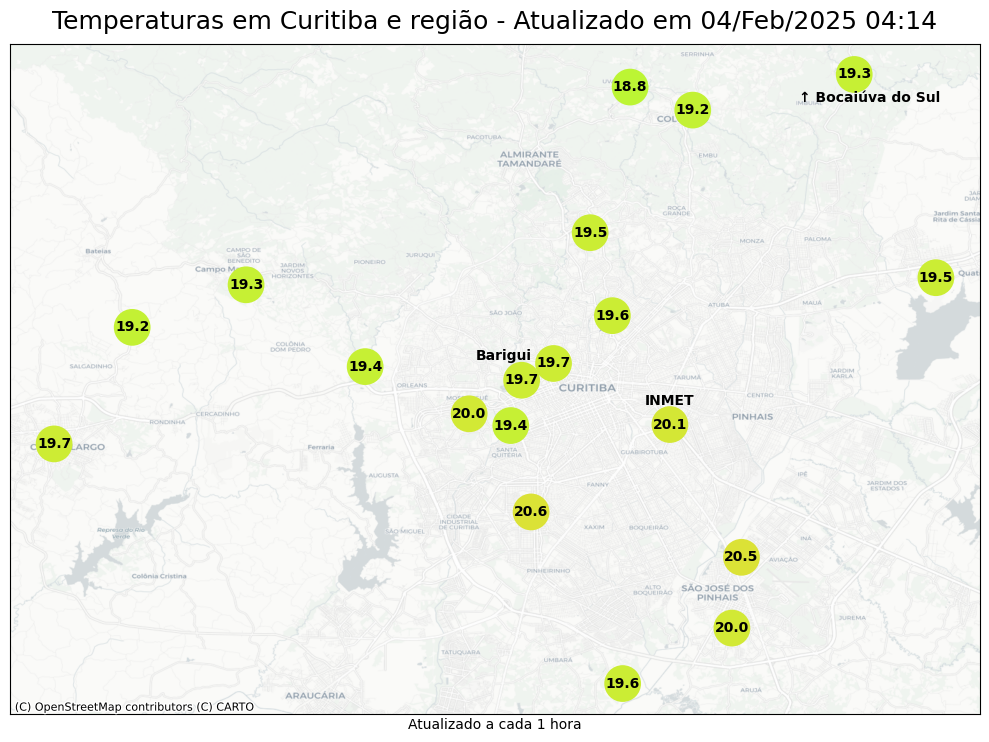 Temperaturas em Curitiba e região - Atualizado em 04/Feb/2025 04:14
SERRINHA
19.3
18.8
↑ Bocaiúva do Sul
19.2
PACOTUBA
ALMIRANTE
TAMANDARÉ
EMBU
ROÇA
GRANDE
Jardim Santa
Rita de Cássia
19.5
MONZA
PALOMA
Bateias
CAMPO DE
SÃO
BENEDITO
JURUQUI
PIONEIRO
JARDIM
NOVOS
HORIZONTES
19.3
19.5
ATUBA
MAUÁ
SÃO JOÃO
19.6
19.2
COLÔNIA
DOM PEDRO
Barigui
19.7
19.7
19.4
SALGADINHO
ORLEANS
CURITIBA
TARUMÃ
JARDIM
KARLA
CENTRO
INMET
PINHAIS
20.0
19.4
20.1
CERCADINHO
RONDINHA
19.7
Ferraria
SANTA
QUITÉRIA
GUABIROTUBA
AUGUSTA
FANNY
IPÊ
JARDIM DOS
ESTADOS I
20.6
CIDADE
INDUSTRIAL
DE CURITIBA
XAXIM
BOQUEIRÃO
Represa do Rio
Verde
INÁ
20.5
AVIAÇÃO
PINHEIRINHO
Colônia Cristina
ALTO
BOQUEIRÃO
SÃO JOSÉ DOS
PINHAIS
JUREMA
20.0
TATUQUARA
UMBARÁ
19.6
ARUJÁ
ARAUCÁRIA
(C) OpenStreetMap contributors (C) CARTO
Atualizado a cada 1 hora